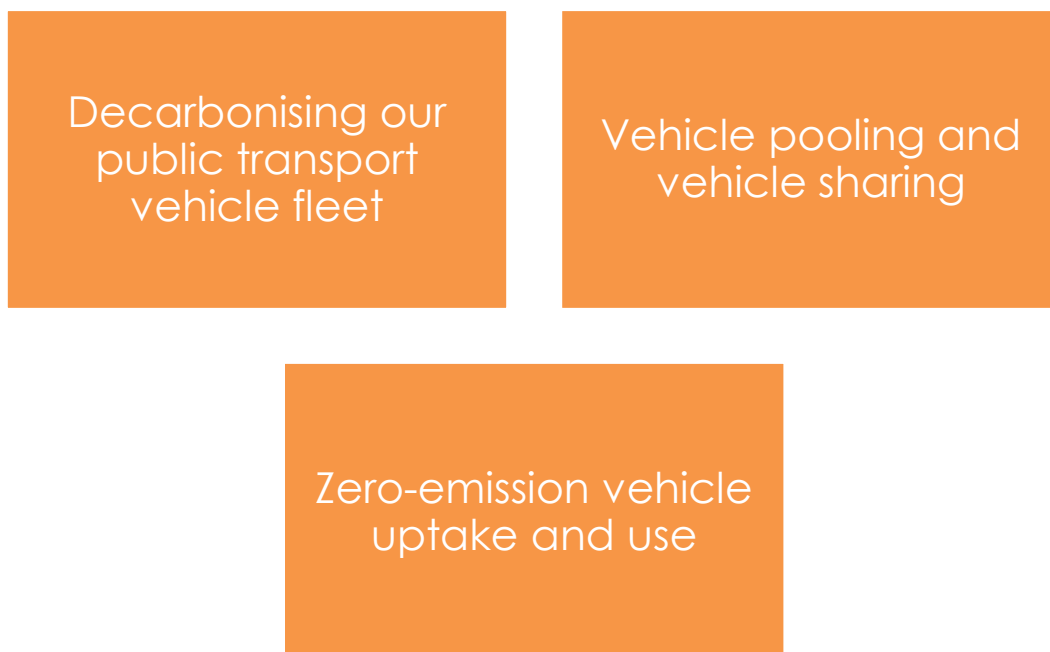 Decarbonising our
public transport
vehicle fleet
Vehicle pooling and
vehicle sharing
Zero-emission vehicle
uptake and use